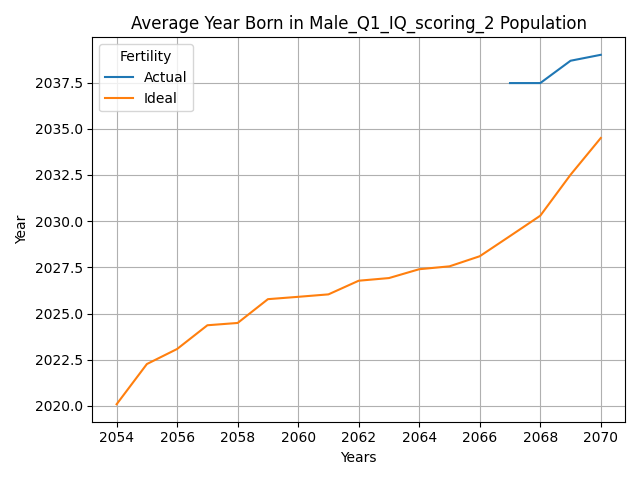 Average Year Born in Male_Q1_IQ_scoring_2 Population
Fertility
Actual
Ideal
2037.5
2035.0
2032.5
2030.0
2027.5
2025.0
2022.5
2020.0
Year
2054 2056 2058 2060 2062 2064 2066 2068 2070
Years